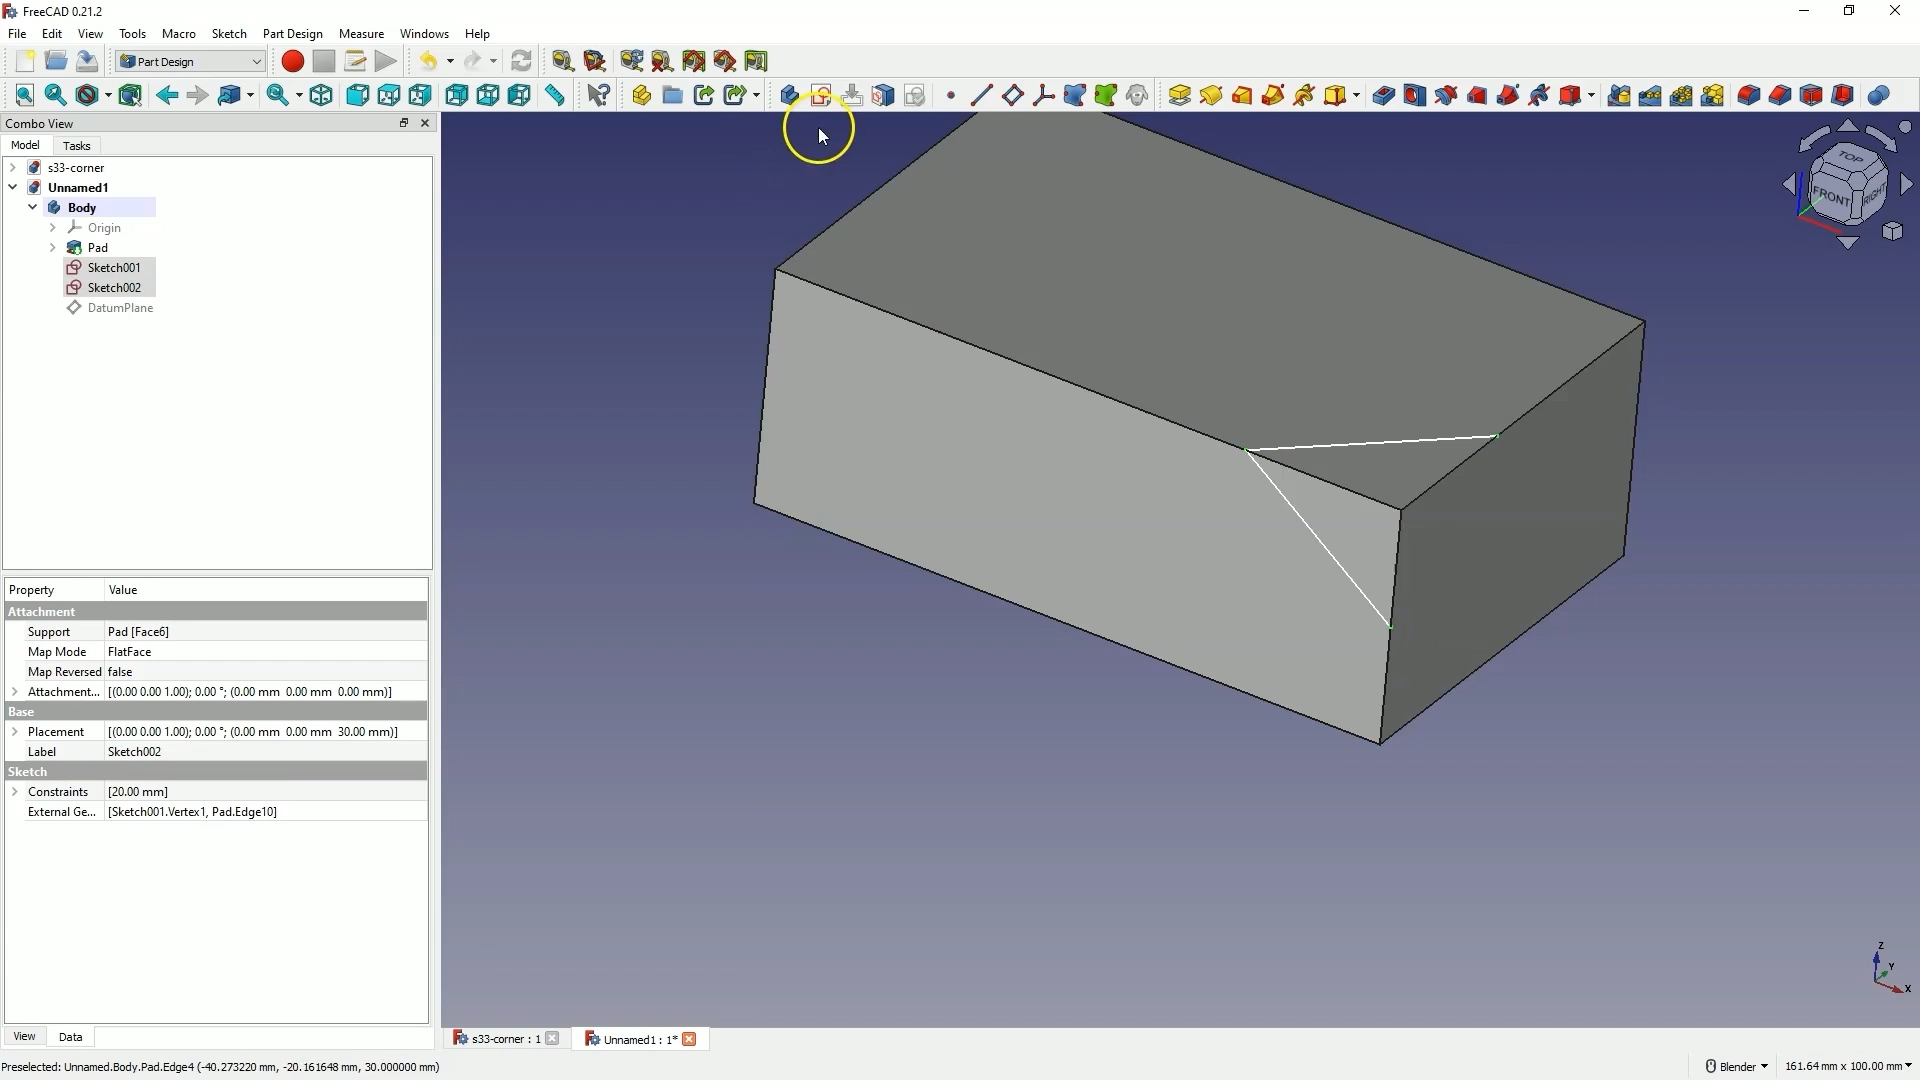 FreeCAD 0.21.2
File Edit View Tools Macro Sketch Part Design Measure Windows Help
Part Design
Combo View
Model Tasks
s33-corner
Unnamed1
Body
Origin
Pad
Sketch001
Sketch002
DatumPlane
Property Value
Attachment
Support Pad [Face6]
Map Mode FlatFace
Map Reversed false
Attachment... [(0.00 0.00 1.00); 0.00 °; (0.00 mm 0.00 mm 0.00 mm)]
Base
Placement [(0.00 0.00 1.00); 0.00 °; (0.00 mm 0.00 mm 30.00 mm)]
Label Sketch002
Sketch
Constraints [20.00 mm]
External Ge... [Sketch001.Vertex1, Pad.Edge10]
View Data
TOP
FRONT
RIGHT
Z
Y
X
s33-corner : 1
Unnamed1 : 1*
Preselected: Unnamed.Body.Pad.Edge4 (-40.273220 mm, -20.161648 mm, 30.000000 mm)
Blender
161.64 mm x 100.00 mm